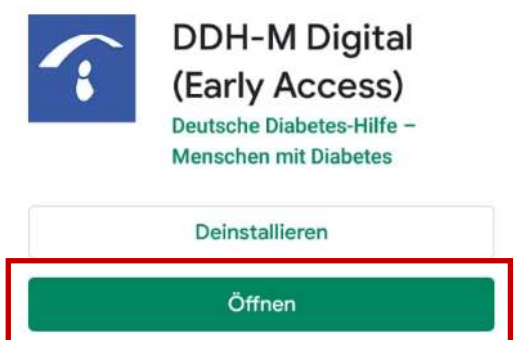 DDH-M Digital
(Early Access)
Deutsche Diabetes-Hilfe –
Menschen mit Diabetes
Deinstallieren
Öffnen